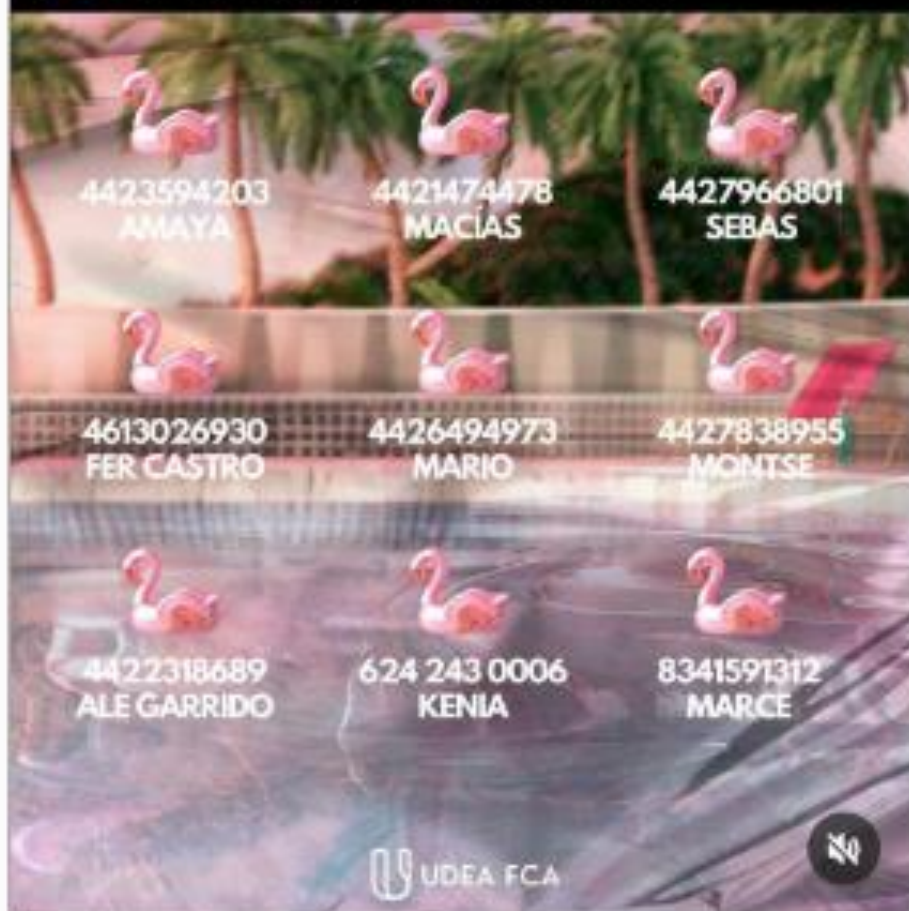 4423594203
AMAYA
4421474478
MACÍAS
4427966801
SEBAS
4613026930
FER CASTRO
4426494973
MARIO
4427838955
MONTSE
4422318689
ALE GARRIDO
624 243 0006
KENIA
8341591312
MARCE
UDEA FCA